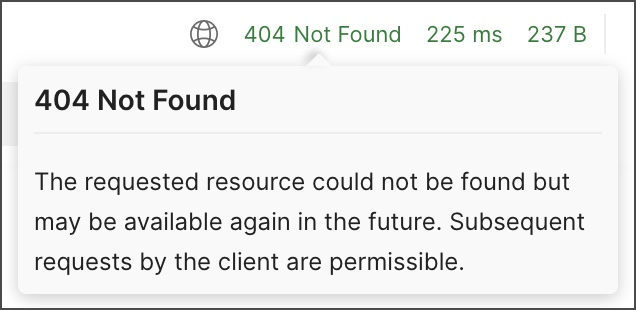 404 Not Found 225 ms 237 B
404 Not Found
The requested resource could not be found but
may be available again in the future. Subsequent
requests by the client are permissible.